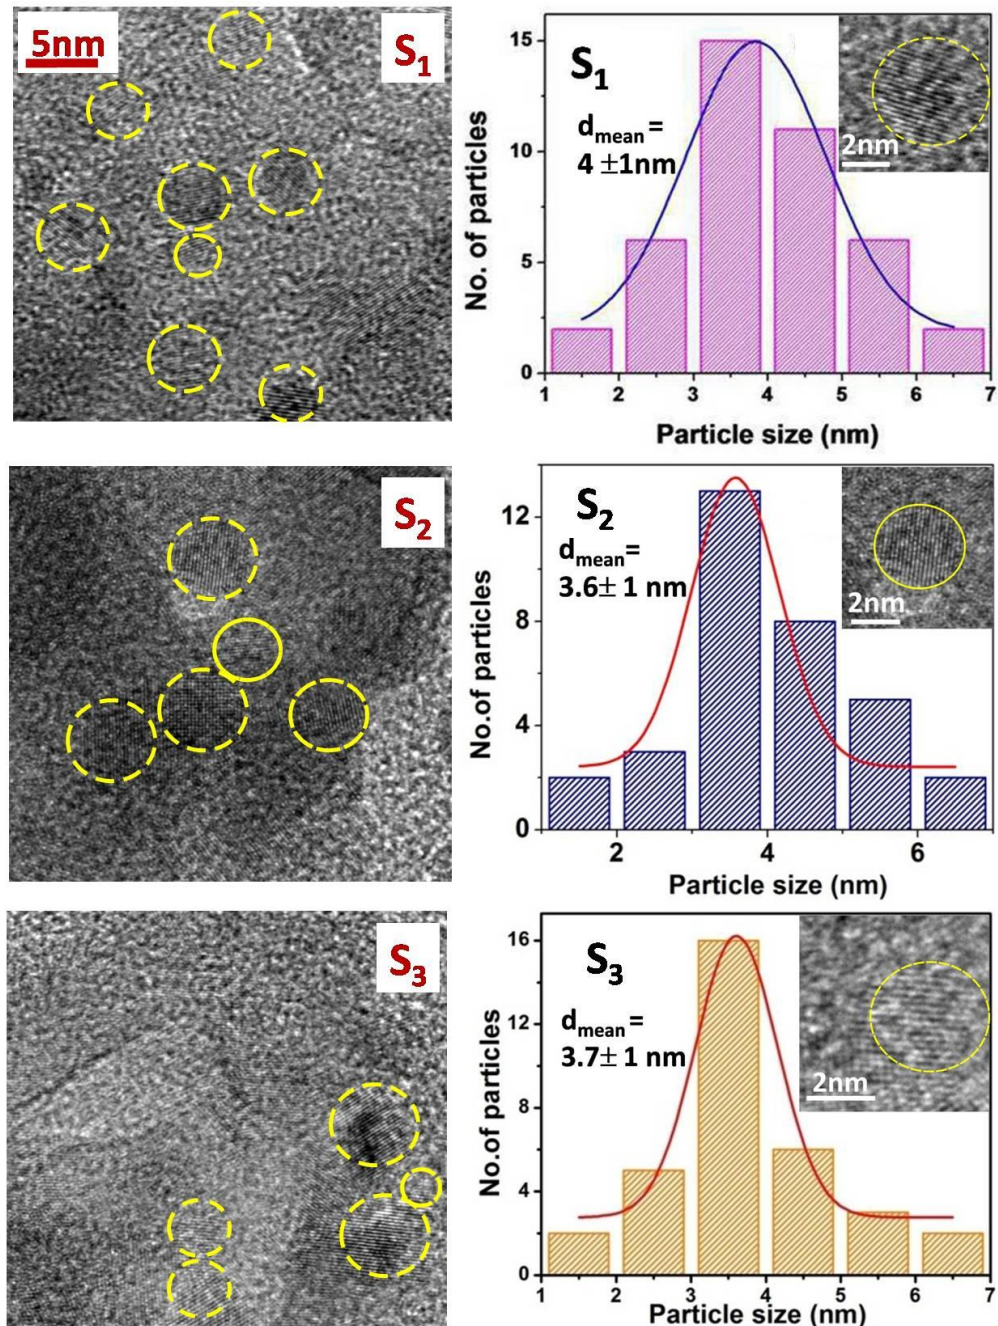 5nm
S1
15
10
5
0
No. of particles
S1
dmean =
4 ±1nm
2nm
1 2 3 4 5 6 7
Particle size (nm)
S2
12
8
4
0
No.of particles
S2
dmean=
3.6± 1 nm
2nm
2 4 6
Particle size (nm)
S3
16
12
8
4
0
No.of particles
S3
dmean =
3.7± 1 nm
2nm
1 2 3 4 5 6 7
Particle size (nm)